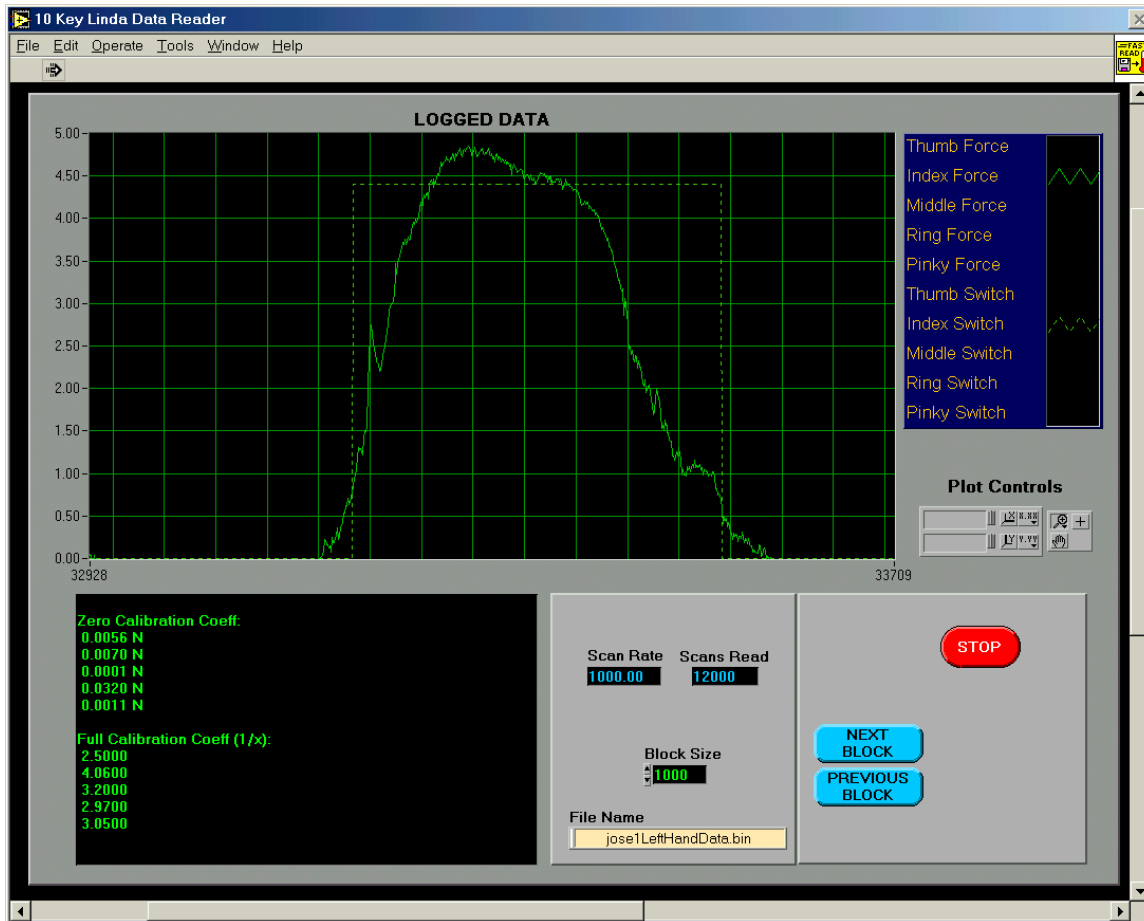 10 Key Linda Data Reader
File Edit Operate Tools Window Help
FAST
READ
LOGGED DATA
5.00
4.50
4.00
3.50
3.00
2.50
2.00
1.50
1.00
0.50
0.00
32928
33709
Thumb Force
Index Force
Middle Force
Ring Force
Pinky Force
Thumb Switch
Index Switch
Middle Switch
Ring Switch
Pinky Switch
Plot Controls
X X.XX
Y Y.YY
Zero Calibration Coeff:
0.0056 N
0.0070 N
0.0001 N
0.0320 N
0.0011 N
Full Calibration Coeff (1/x):
2.5000
4.0600
3.2000
2.9700
3.0500
Scan Rate Scans Read
1000.00 12000
Block Size
1000
File Name
jose1LeftHandData.bin
STOP
NEXT
BLOCK
PREVIOUS
BLOCK